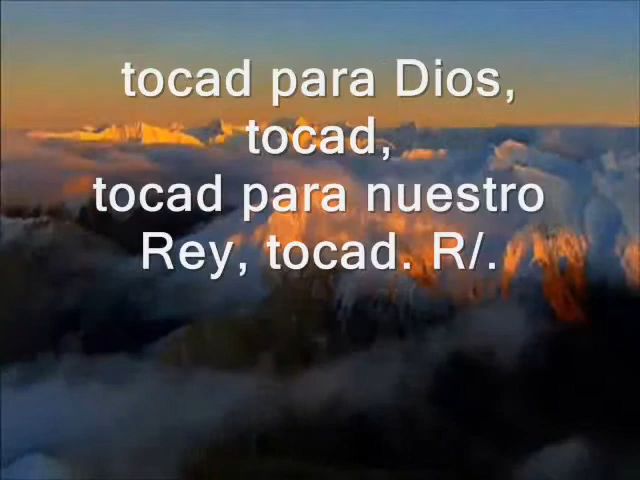 tocad para Dios,
tocad,
tocad para nuestro
Rey, tocad. R/.